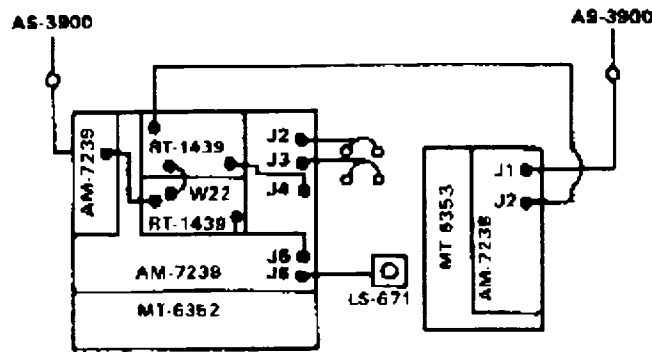 AS-3900
AS-3900
AM-7239
RT-1439
W22
RT-1439
J2
J3
J4
J5
J6
AM-7239
MT-6352
LS-671
MT 6353
AM-7238
J1
J2